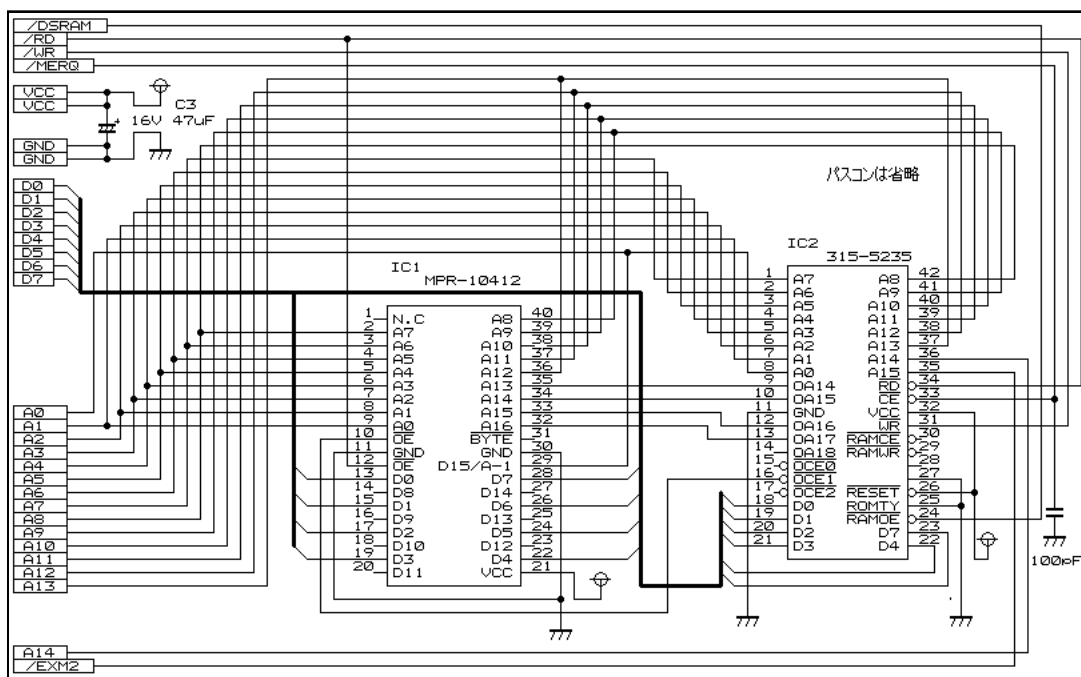 /DSRAM
/RD
/WR
/MERQ
VCC
VCC
C3
+ 16V 47uF
GND
GND
D0
D1
D2
D3
D4
D5
D6
D7
パスコンは省略
IC1
MPR-10412
1 N.C
2 A7
3 A6
4 A5
5 A4
6 A3
7 A2
8 A1
9 A0
10 OE
11 GND
12 OE
13 D0
14 D8
15 D1
16 D9
17 D2
18 D10
19 D3
20 D11
A8 40
A9 39
A10 38
A11 37
A12 36
A13 35
A14 34
A15 33
A16 32
BYTE 31
GND 30
D15/A-1 29
D7 28
D14 27
D6 26
D13 25
D5 24
D12 23
D4 22
VCC 21
IC2
315-5235
1 A7
2 A6
3 A5
4 A4
5 A3
6 A2
7 A1
8 A0
9 OA14
10 OA15
11 GND
12 OA16
13 OA17
14 OA18
15 OCE0
16 OCE1
17 OCE2
18 D0
19 D1
20 D2
21 D3
A8 42
A9 41
A10 40
A11 39
A12 38
A13 37
A14 36
A15 35
RD 34
CE 33
VCC 32
WR 31
RAMCE 30
RAMWR 29
28
27
RESET 26
ROMTY 25
RAMOE 24
D7 23
D4 22
100pF
A0
A1
A2
A3
A4
A5
A6
A7
A8
A9
A10
A11
A12
A13
A14
/EXM2